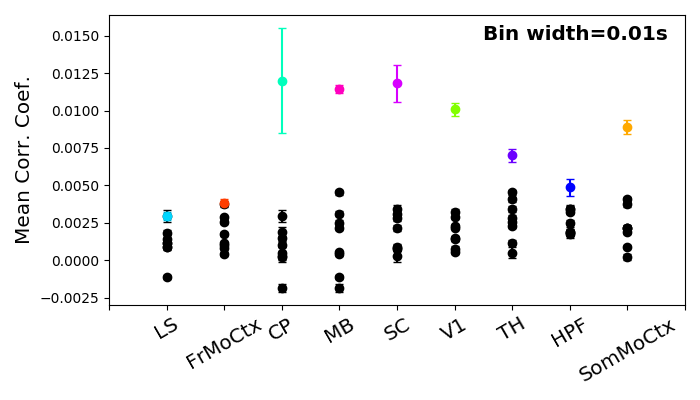 Bin width=0.01s
Mean Corr. Coef.
0.0150
0.0125
0.0100
0.0075
0.0050
0.0025
0.0000
−0.0025
LS
FrMoCtx
CP
MB
SC
V1
TH
HPF
SomMoCtx